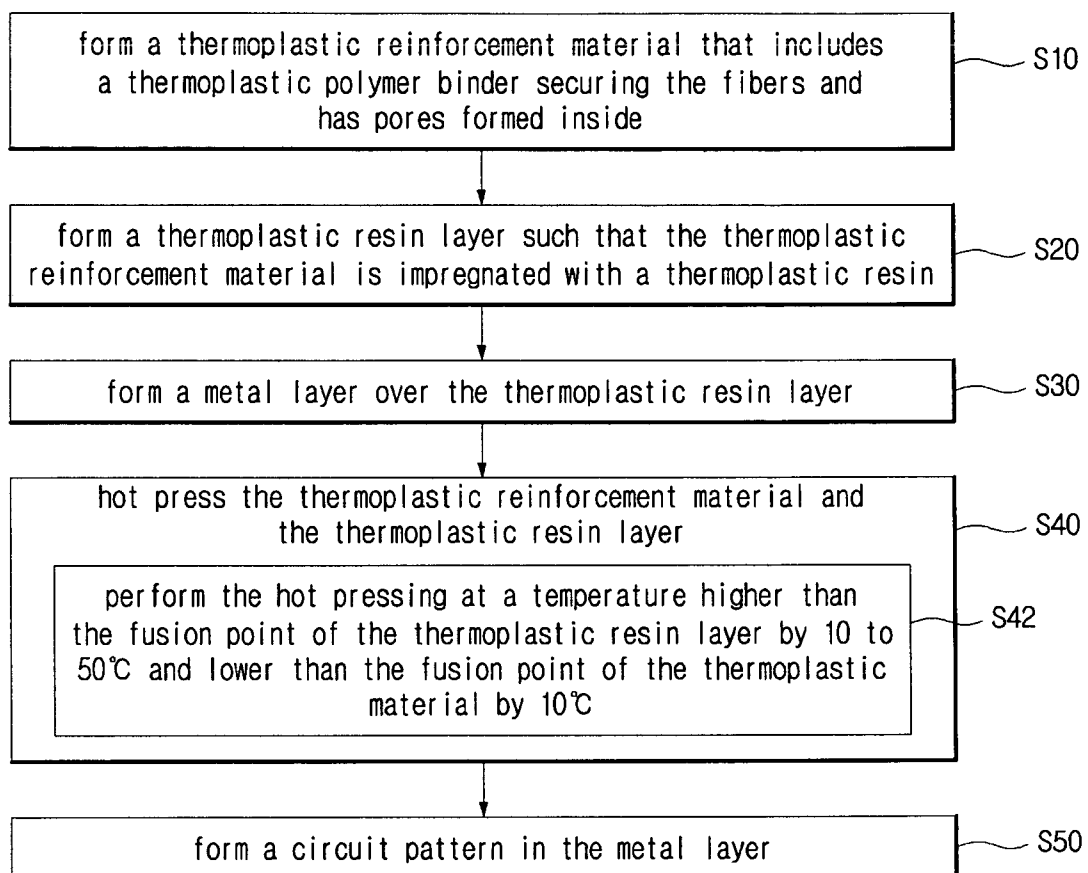 form a thermoplastic reinforcement material that includes
a thermoplastic polymer binder securing the fibers and
has pores formed inside
S10
form a thermoplastic resin layer such that the thermoplastic
reinforcement material is impregnated with a thermoplastic resin
S20
form a metal layer over the thermoplastic resin layer
S30
hot press the thermoplastic reinforcement material and
the thermoplastic resin layer
S40
perform the hot pressing at a temperature higher than
the fusion point of the thermoplastic resin layer by 10 to
50℃ and lower than the fusion point of the thermoplastic
material by 10℃
S42
form a circuit pattern in the metal layer
S50